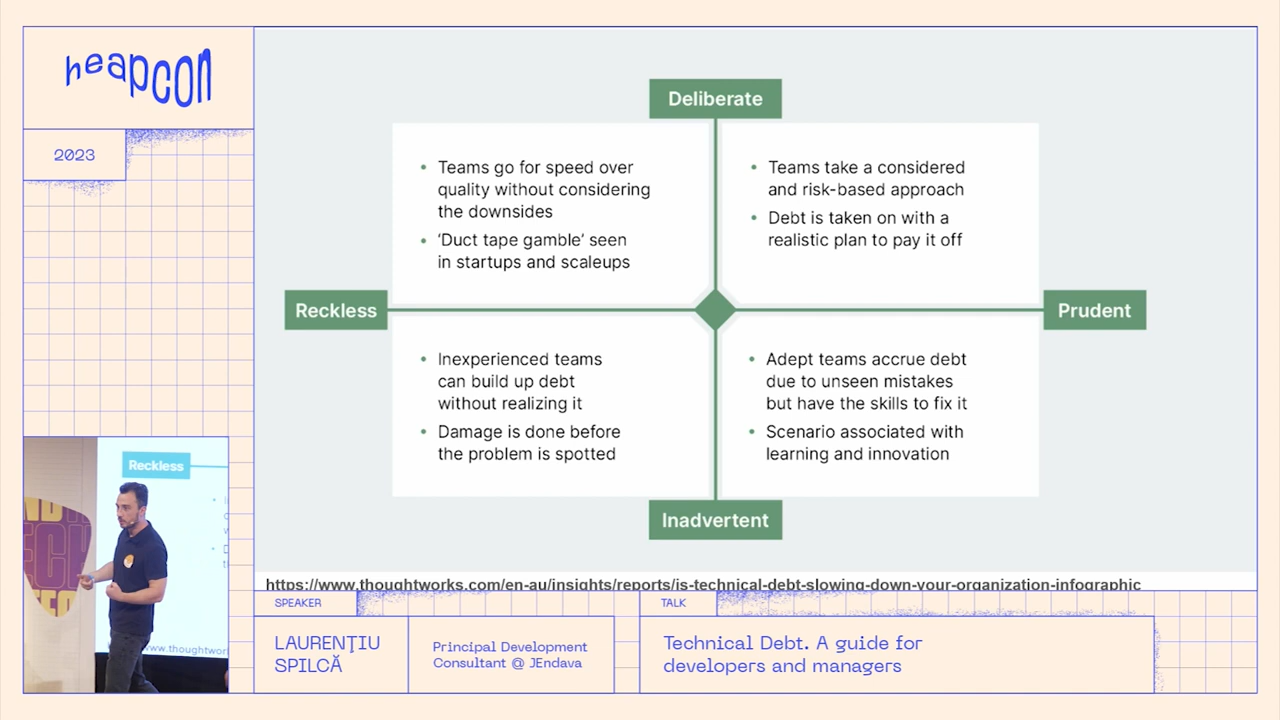 heapcon
2023
Deliberate
• Teams go for speed over
quality without considering
the downsides
• ‘Duct tape gamble’ seen
in startups and scaleups
• Teams take a considered
and risk-based approach
• Debt is taken on with a
realistic plan to pay it off
Reckless
Prudent
• Inexperienced teams
can build up debt
without realizing it
• Damage is done before
the problem is spotted
• Adept teams accrue debt
due to unseen mistakes
but have the skills to fix it
• Scenario associated with
learning and innovation
Inadvertent
https://www.thoughtworks.com/en-au/insights/reports/is-technical-debt-slowing-down-your-organization-infographic
Reckless
www.thoughtwor
SPEAKER
LAURENŢIU
SPILCĂ
Principal Development
Consultant @ JEndava
TALK
Technical Debt. A guide for
developers and managers